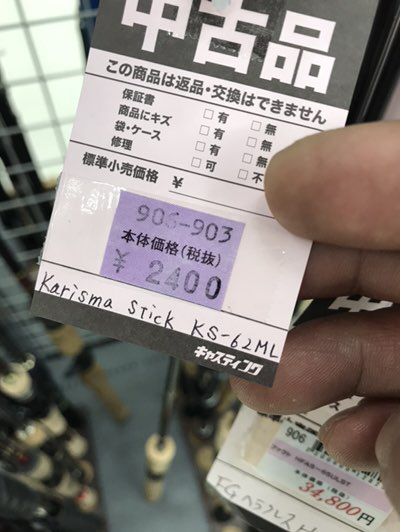 中古品
この商品は返品・交換はできません
保証書 □有 □無
商品にキズ □有 □無
袋・ケース □有 □無
修理 □可 □不
標準小売価格 ¥
906-903
本体価格(税抜)
¥ 2400
Karisma Stick KS-62ML
キャスティング
906
34,800円